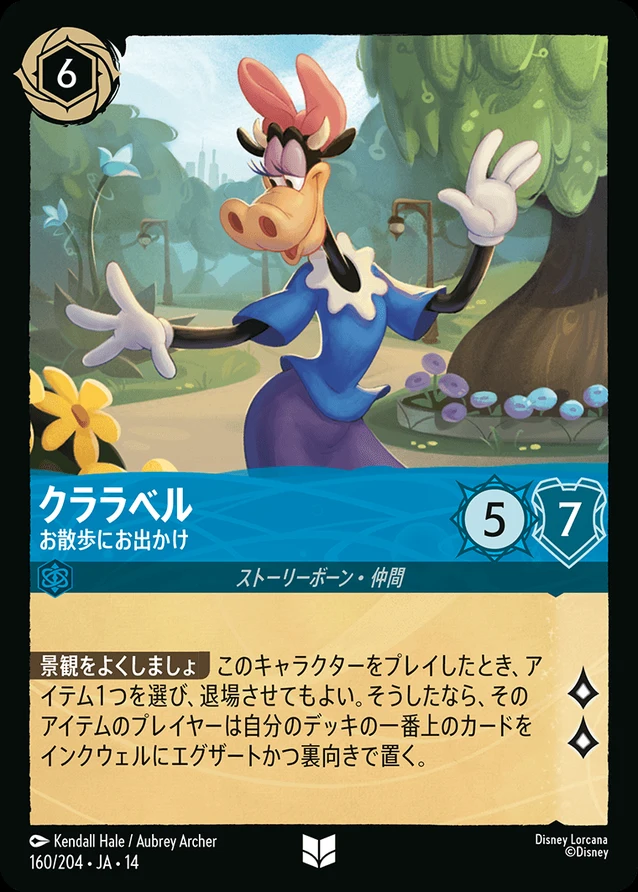 6
クララベル
お散歩にお出かけ
5
7
ストーリーボーン・仲間
景観をよくしましょ このキャラクターをプレイしたとき、ア
イテム1つを選び、退場させてもよい。そうしたなら、その
アイテムのプレイヤーは自分のデッキの一番上のカードを
インクウェルにエグザートかつ裏向きで置く。
Kendall Hale / Aubrey Archer
160/204・JA・14
Disney Lorcana
©Disney